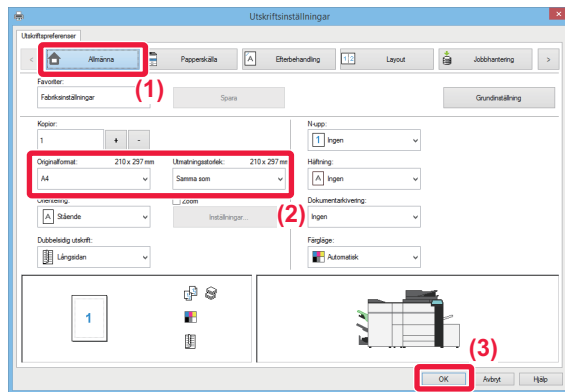 Utskriftsinställningar
Utskriftspreferenser
Allmänna
Papperskälla
Efterbehandling
Layout
Jobbhantering
(1)
Favoriter:
Fabriksinställningar
Spara
Grundinställning
Kopior:
N-upp:
1
+
-
1
Ingen
Originalformat:
210 x 297 mm
Utmatningsstorlek:
210 x 297 mm
Häftning:
A4
Samma som
Ingen
(2)
Orientering:
Zoom
Dokumentarkivering:
A
Stående
Inställningar...
Ingen
Dubbelsidig utskrift:
Färgläge:
Långsidan
Automatisk
1
(3)
OK
Avbryt
Hjälp